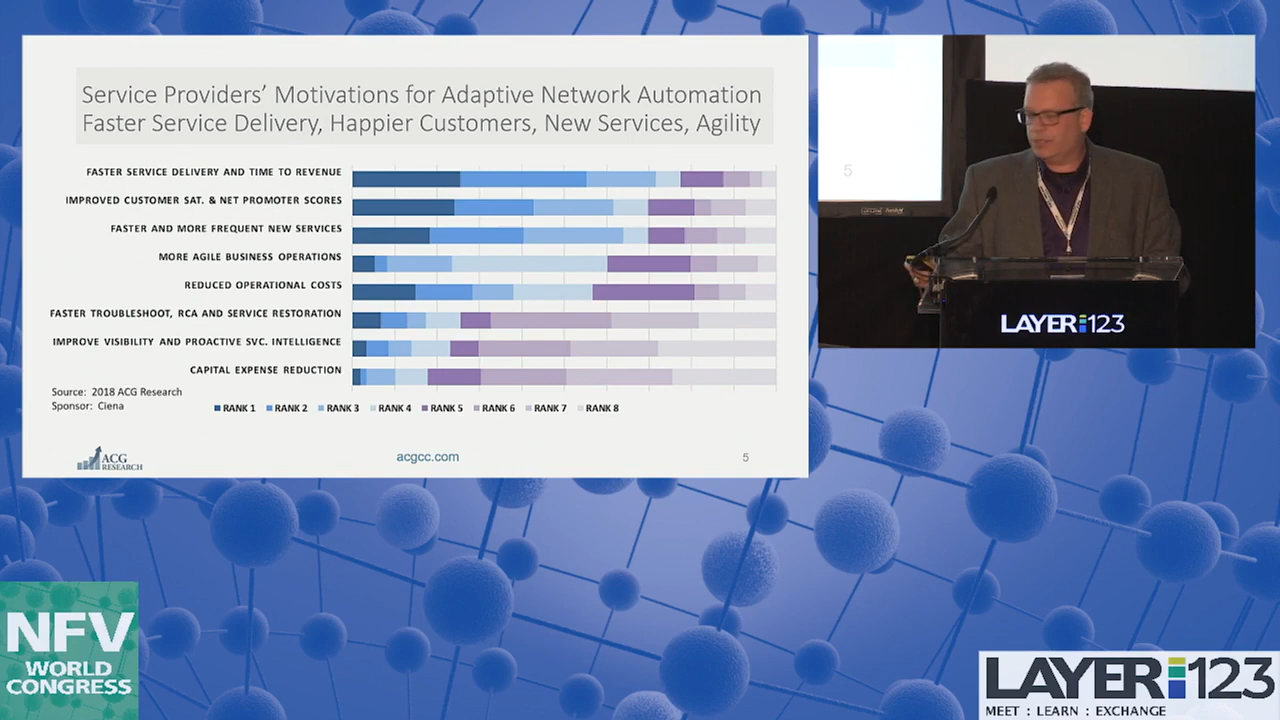 Service Providers' Motivations for Adaptive Network Automation
Faster Service Delivery, Happier Customers, New Services, Agility
FASTER SERVICE DELIVERY AND TIME TO REVENUE
IMPROVED CUSTOMER SAT. & NET PROMOTER SCORES
FASTER AND MORE FREQUENT NEW SERVICES
MORE AGILE BUSINESS OPERATIONS
REDUCED OPERATIONAL COSTS
FASTER TROUBLESHOOT, RCA AND SERVICE RESTORATION
IMPROVE VISIBILITY AND PROACTIVE SVC. INTELLIGENCE
CAPITAL EXPENSE REDUCTION
Source: 2018 ACG Research
Sponsor: Ciena
RANK 1 RANK 2 RANK 3 RANK 4 RANK 5 RANK 6 RANK 7 RANK 8
ACG
RESEARCH
acgcc.com
5
5
LAYER123
NFV
WORLD
CONGRESS
LAYER123
MEET : LEARN : EXCHANGE